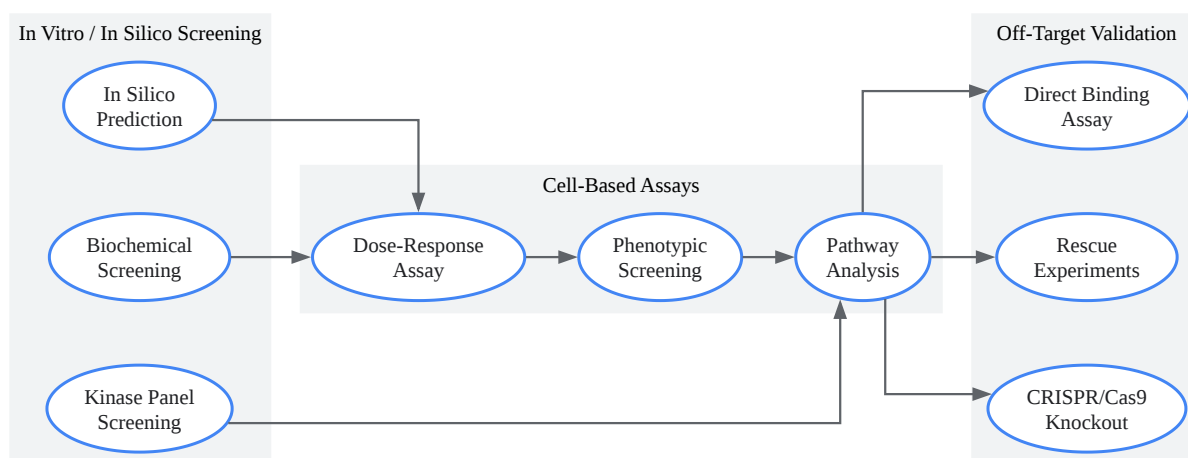 In Vitro / In Silico Screening
In Silico
Prediction
Biochemical
Screening
Kinase Panel
Screening
Cell-Based Assays
Dose-Response
Assay
Phenotypic
Screening
Pathway
Analysis
Off-Target Validation
Direct Binding
Assay
Rescue
Experiments
CRISPR/Cas9
Knockout